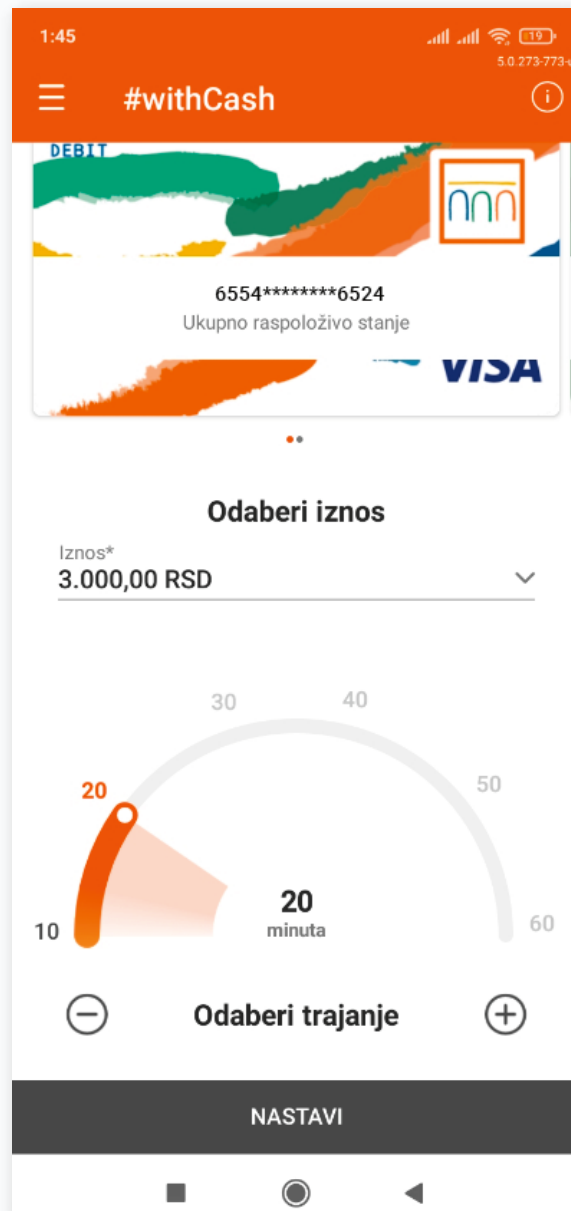 1:45
19
5.0.273-773-
#withCash
DEBIT
6554********6524
Ukupno raspoloživo stanje
VISA
Odaberi iznos
Iznos*
3.000,00 RSD
30
40
20
50
10
20
minuta
60
Odaberi trajanje
NASTAVI